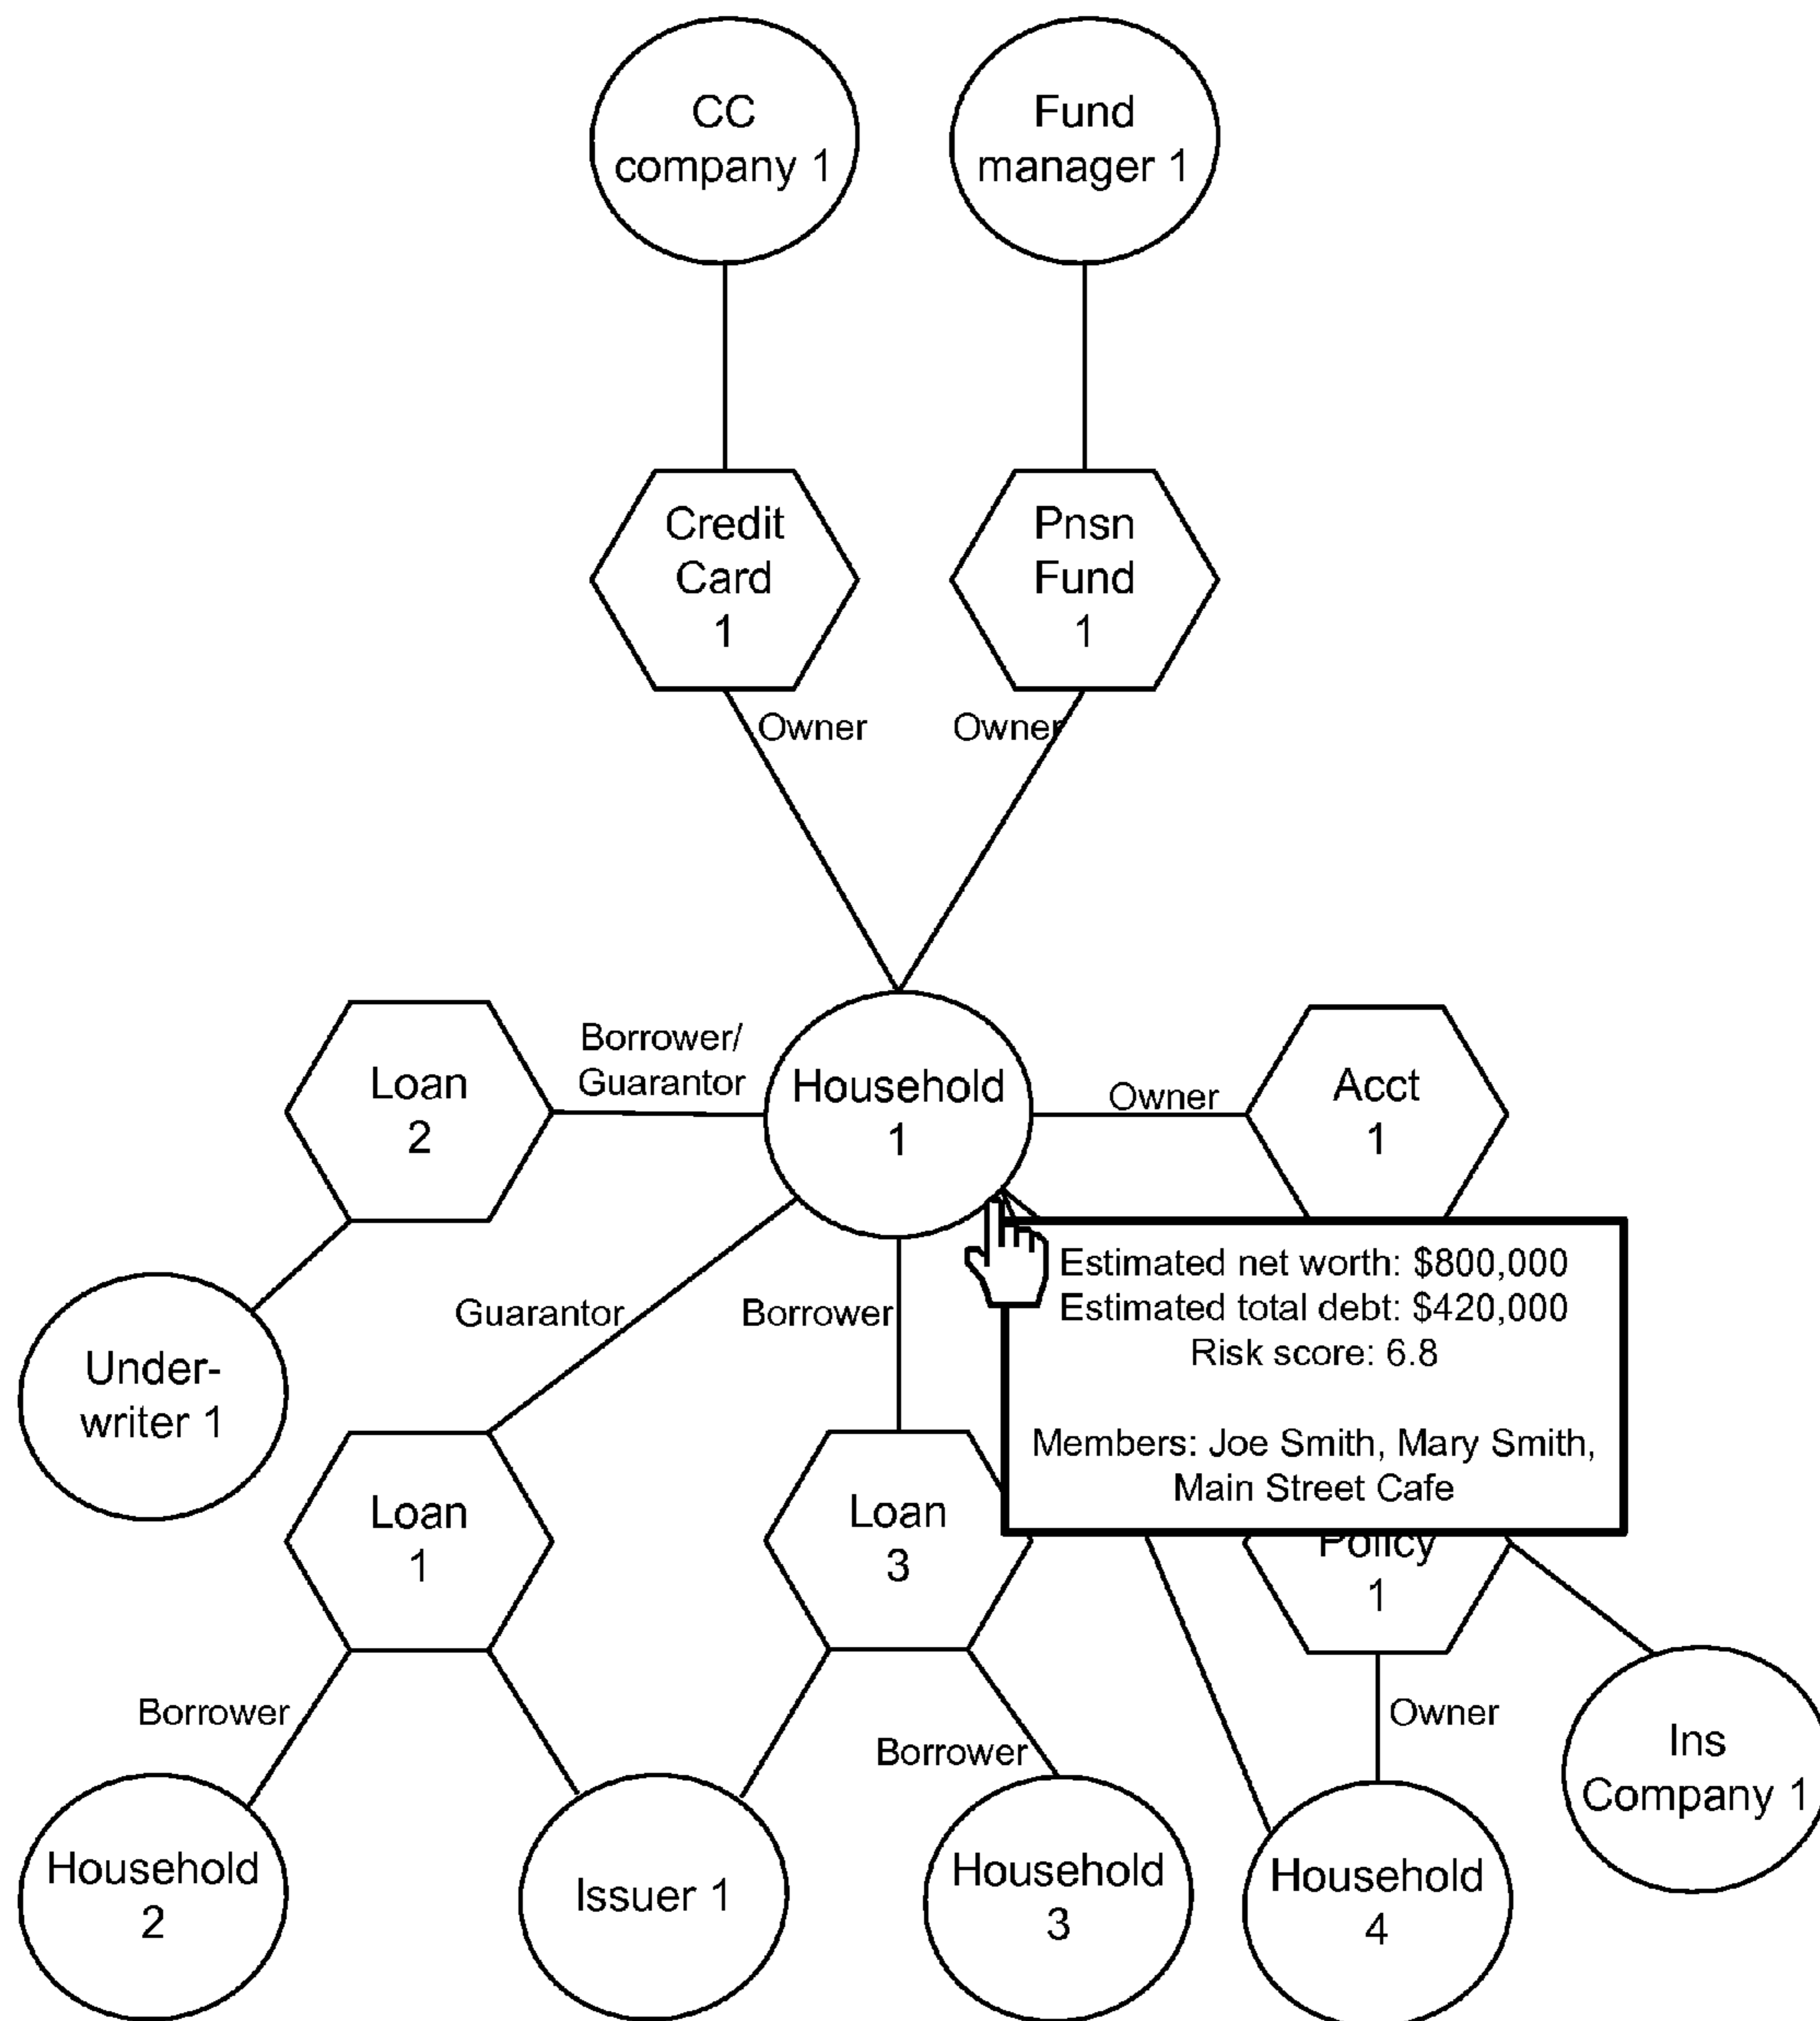 CC
company 1
Fund
manager 1
Credit
Card
1
Pnsn
Fund
1
Owner
Owner
Loan
2
Borrower/
Guarantor
Household
1
Owner
Acct
1
Estimated net worth: $800,000
Estimated total debt: $420,000
Risk score: 6.8
Members: Joe Smith, Mary Smith,
Main Street Cafe
Guarantor
Borrower
Under-
writer 1
Loan
1
Loan
3
Policy
1
Borrower
Borrower
Owner
Ins
Company 1
Household
2
Issuer 1
Household
3
Household
4